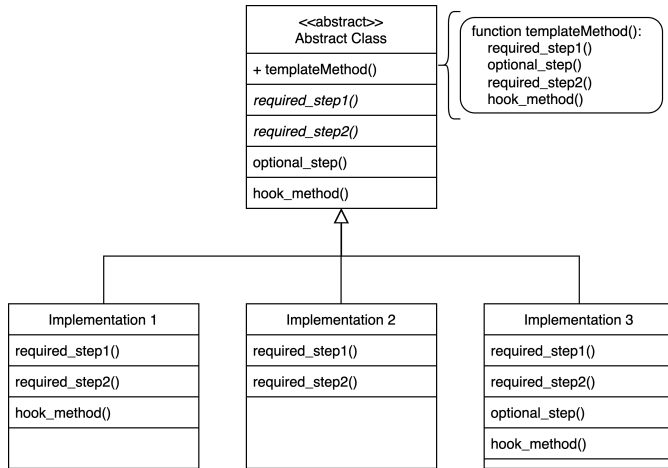 <<abstract>>
Abstract Class
+ templateMethod()
required_step1()
required_step2()
optional_step()
hook_method()
function templateMethod():
required_step1()
optional_step()
required_step2()
hook_method()
Implementation 1
required_step1()
required_step2()
hook_method()
Implementation 2
required_step1()
required_step2()
Implementation 3
required_step1()
required_step2()
optional_step()
hook_method()